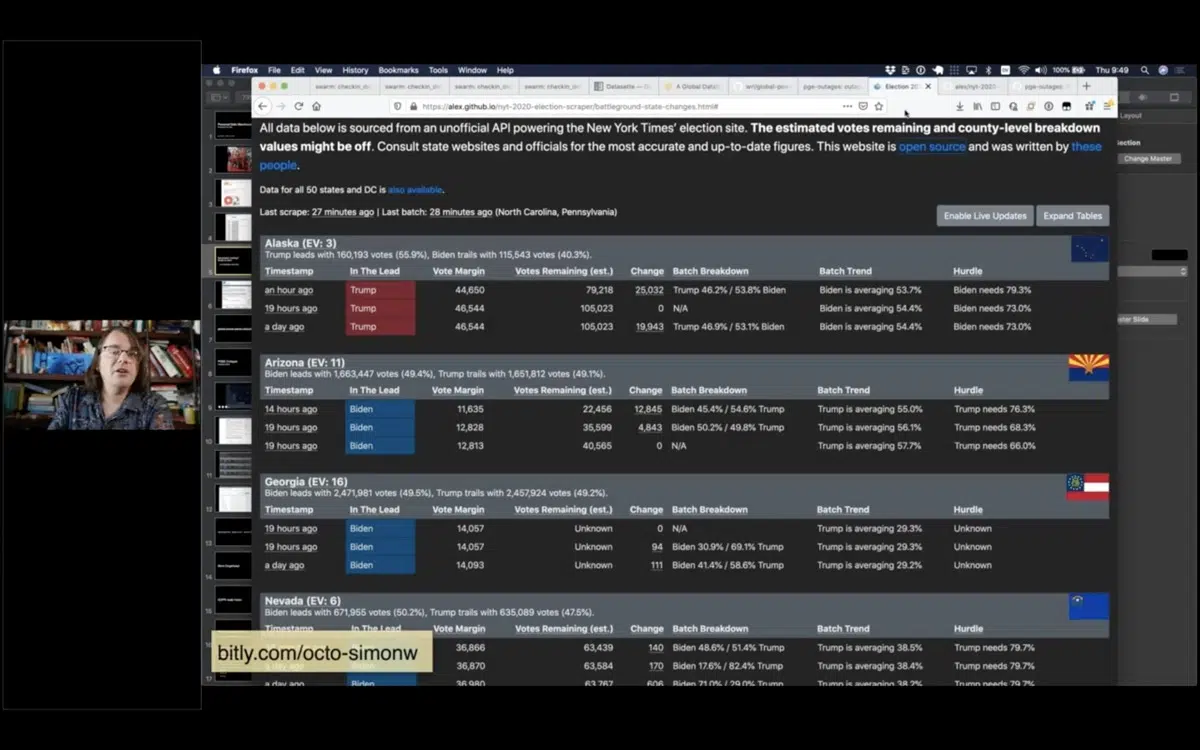 Firefox File Edit View History Bookmarks Tools Window Help
100%
Thu 9:49
swarm: checkin_d
swarm: checkin_d
swarm: checkin_d
swarm: checkin_d
Datasette
A Global Data
pge-outages: outa
Election 20
alex/nyt-2020-
pge-outages
https://alex.github.io/nyt-2020-election-scraper/battleground-state-changes.html#
Layout
Change Master
All data below is sourced from an unofficial API powering the New York Times' election site. The estimated votes remaining and county-level breakdown
values might be off. Consult state websites and officials for the most accurate and up-to-date figures. This website is open source and was written by these
people.
Data for all 50 states and DC is also available.
Last scrape: 27 minutes ago | Last batch: 28 minutes ago (North Carolina, Pennsylvania)
Enable Live Updates
Expand Tables
Alaska (EV: 3)
Trump leads with 160,193 votes (55.9%), Biden trails with 115,543 votes (40.3%).
Timestamp In The Lead Vote Margin Votes Remaining (est.) Change Batch Breakdown Batch Trend Hurdle
an hour ago Trump 44,650 79,218 25,032 Trump 46.2% / 53.8% Biden Biden is averaging 53.7% Biden needs 79.3%
19 hours ago Trump 46,544 105,023 0 N/A Biden is averaging 54.4% Biden needs 73.0%
a day ago Trump 46,544 105,023 19,943 Trump 46.9% / 53.1% Biden Biden is averaging 54.4% Biden needs 73.0%
Arizona (EV: 11)
Biden leads with 1,663,447 votes (49.4%), Trump trails with 1,651,812 votes (49.1%).
Timestamp In The Lead Vote Margin Votes Remaining (est.) Change Batch Breakdown Batch Trend Hurdle
14 hours ago Biden 11,635 22,456 12,845 Biden 45.4% / 54.6% Trump Trump is averaging 55.0% Trump needs 76.3%
19 hours ago Biden 12,828 35,599 4,843 Biden 50.2% / 49.8% Trump Trump is averaging 56.1% Trump needs 68.3%
19 hours ago Biden 12,813 40,565 0 N/A Trump is averaging 57.7% Trump needs 66.0%
Georgia (EV: 16)
Biden leads with 2,471,981 votes (49.5%), Trump trails with 2,457,924 votes (49.2%).
Timestamp In The Lead Vote Margin Votes Remaining (est.) Change Batch Breakdown Batch Trend Hurdle
19 hours ago Biden 14,057 Unknown 0 N/A Trump is averaging 29.3% Unknown
19 hours ago Biden 14,057 Unknown 94 Biden 30.9% / 69.1% Trump Trump is averaging 29.3% Unknown
a day ago Biden 14,093 Unknown 111 Biden 41.4% / 58.6% Trump Trump is averaging 29.2% Unknown
Nevada (EV: 6)
Biden leads with 671,955 votes (50.2%), Trump trails with 635,089 votes (47.5%).
Timestamp In The Lead Vote Margin Votes Remaining (est.) Change Batch Breakdown Batch Trend Hurdle
36,866 63,439 140 Biden 48.6% / 51.4% Trump Trump is averaging 38.5% Trump needs 79.7%
36,870 63,584 170 Biden 17.6% / 82.4% Trump Trump is averaging 38.4% Trump needs 79.7%
a day ago Biden 36,980 63,767 606 Biden 71.0% / 29.0% Trump Trump is averaging 38.2% Trump needs 79.7%
bitly.com/octo-simonw